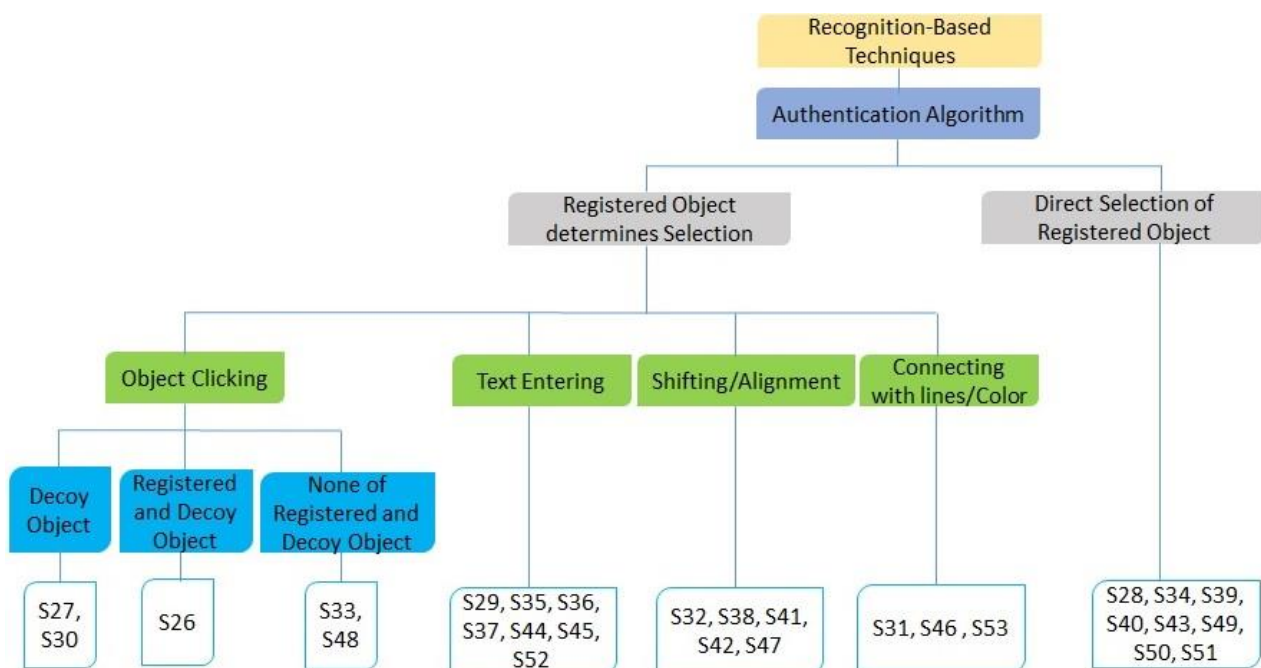 Recognition-Based
Techniques
Authentication Algorithm
Registered Object
determines Selection
Direct Selection of
Registered Object
Object Clicking
Text Entering
Shifting/Alignment
Connecting
with lines/Color
Decoy
Object
Registered
and Decoy
Object
None of
Registered and
Decoy Object
S27,
S30
S26
S33,
S48
S29, S35, S36,
S37, S44, S45,
S52
S32, S38, S41,
S42, S47
S31, S46 , S53
S28, S34, S39,
S40, S43, S49,
S50, S51